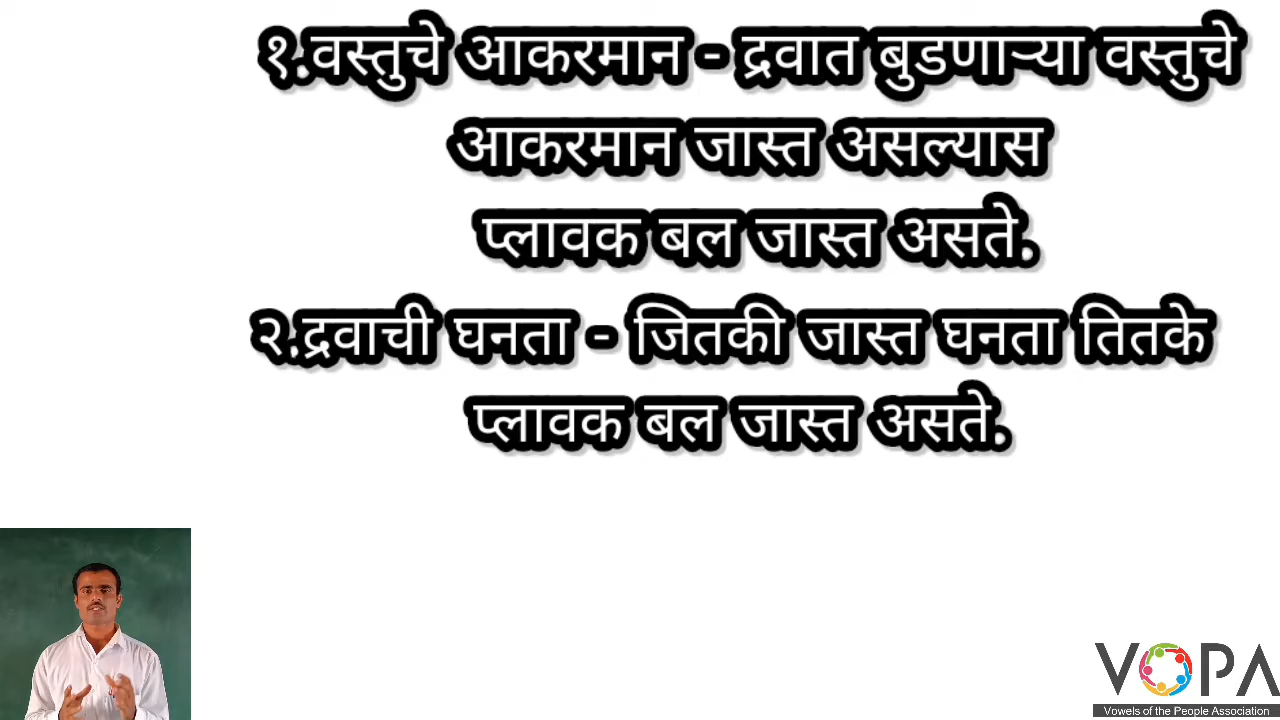 १.वस्तुचे आकरमान - द्रवात बुडणाऱ्या वस्तुचे
आकरमान जास्त असल्यास
प्लावक बल जास्त असते.
२.द्रवाची घनता - जितकी जास्त घनता तितके
प्लावक बल जास्त असते.
VOPA
Vowels of the People Association